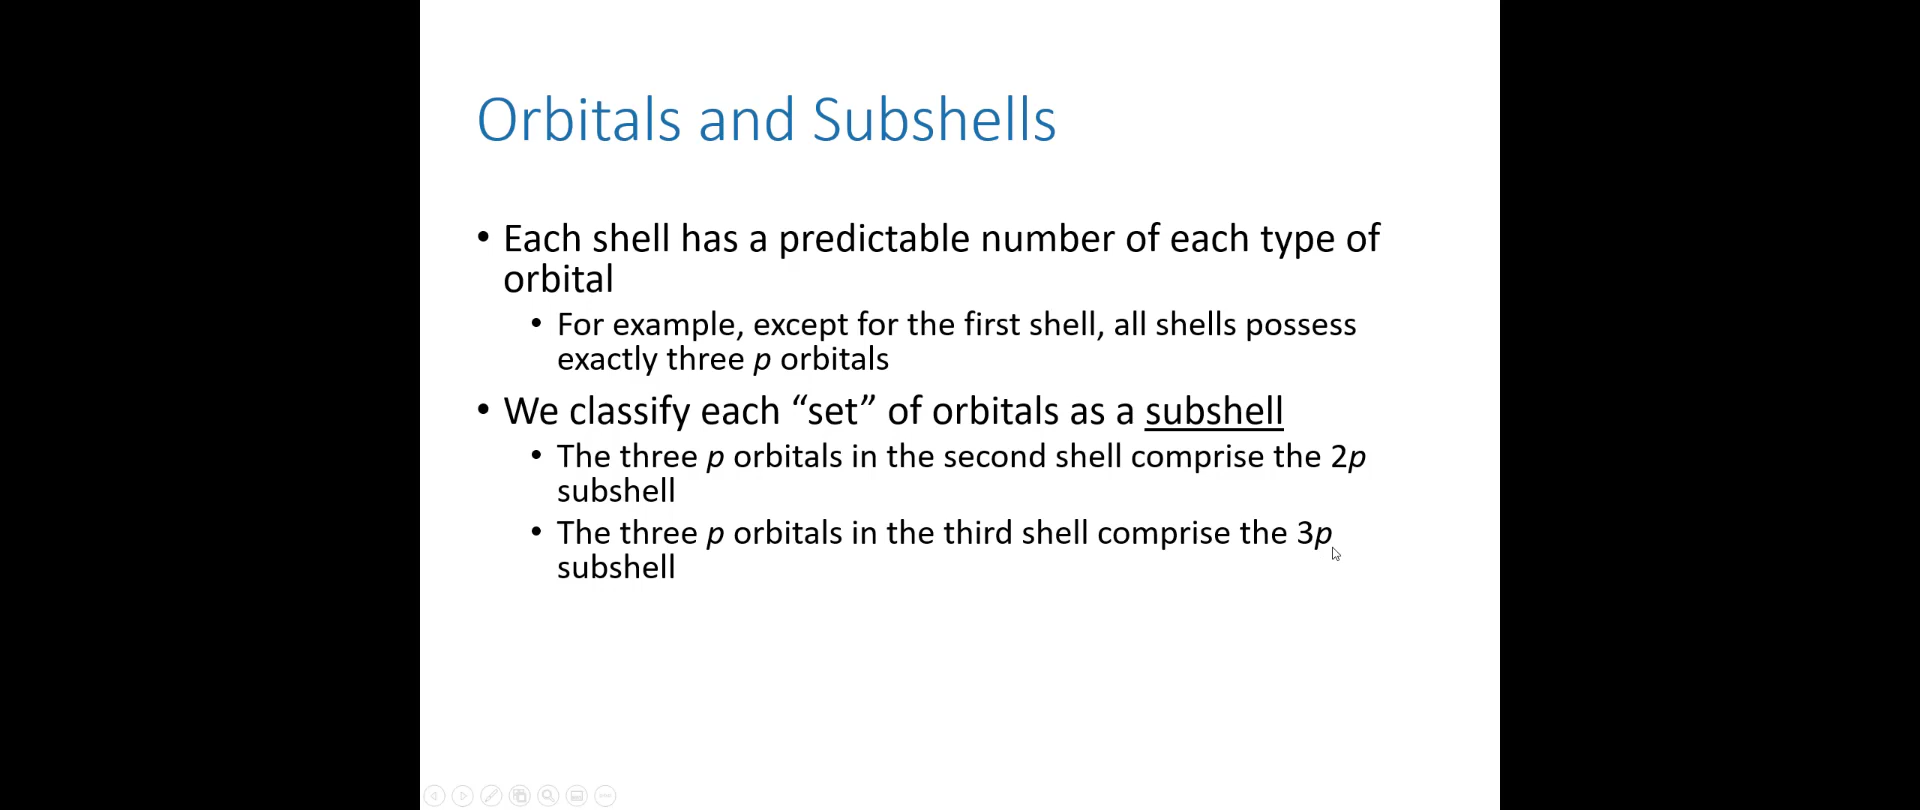 Orbitals and Subshells
• Each shell has a predictable number of each type of
orbital
• For example, except for the first shell, all shells possess
exactly three p orbitals
• We classify each “set” of orbitals as a subshell
• The three p orbitals in the second shell comprise the 2p
subshell
• The three p orbitals in the third shell comprise the 3p
subshell